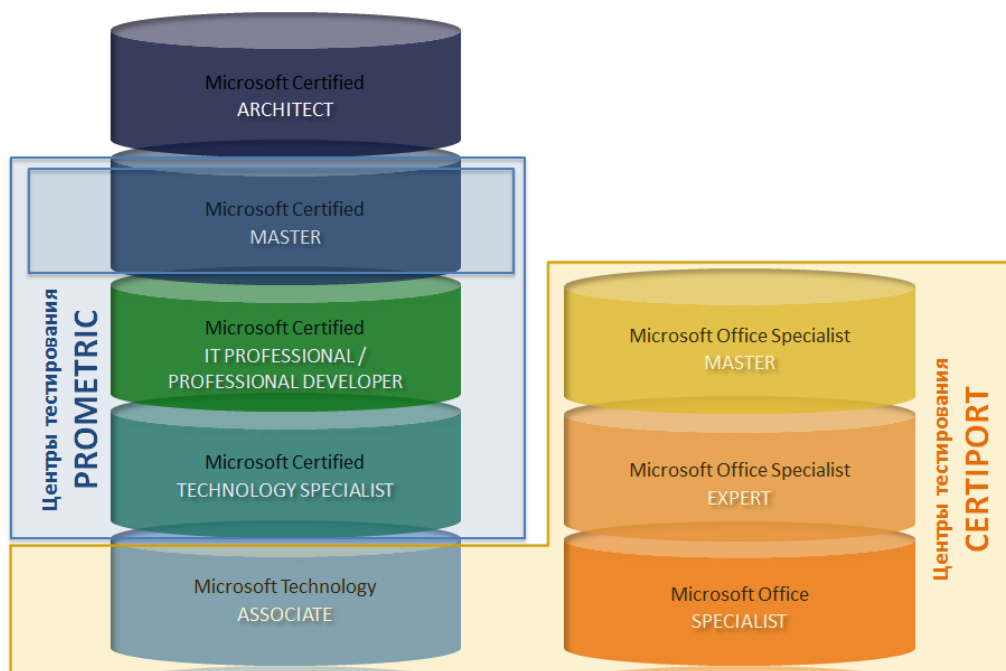 Microsoft Certified
ARCHITECT
Microsoft Certified
MASTER
Microsoft Certified
IT PROFESSIONAL /
PROFESSIONAL DEVELOPER
Microsoft Certified
TECHNOLOGY SPECIALIST
Microsoft Technology
ASSOCIATE
Центры тестирования
PROMETRIC
Microsoft Office Specialist
MASTER
Microsoft Office Specialist
EXPERT
Microsoft Office
SPECIALIST
Центры тестирования
CERTIPORT